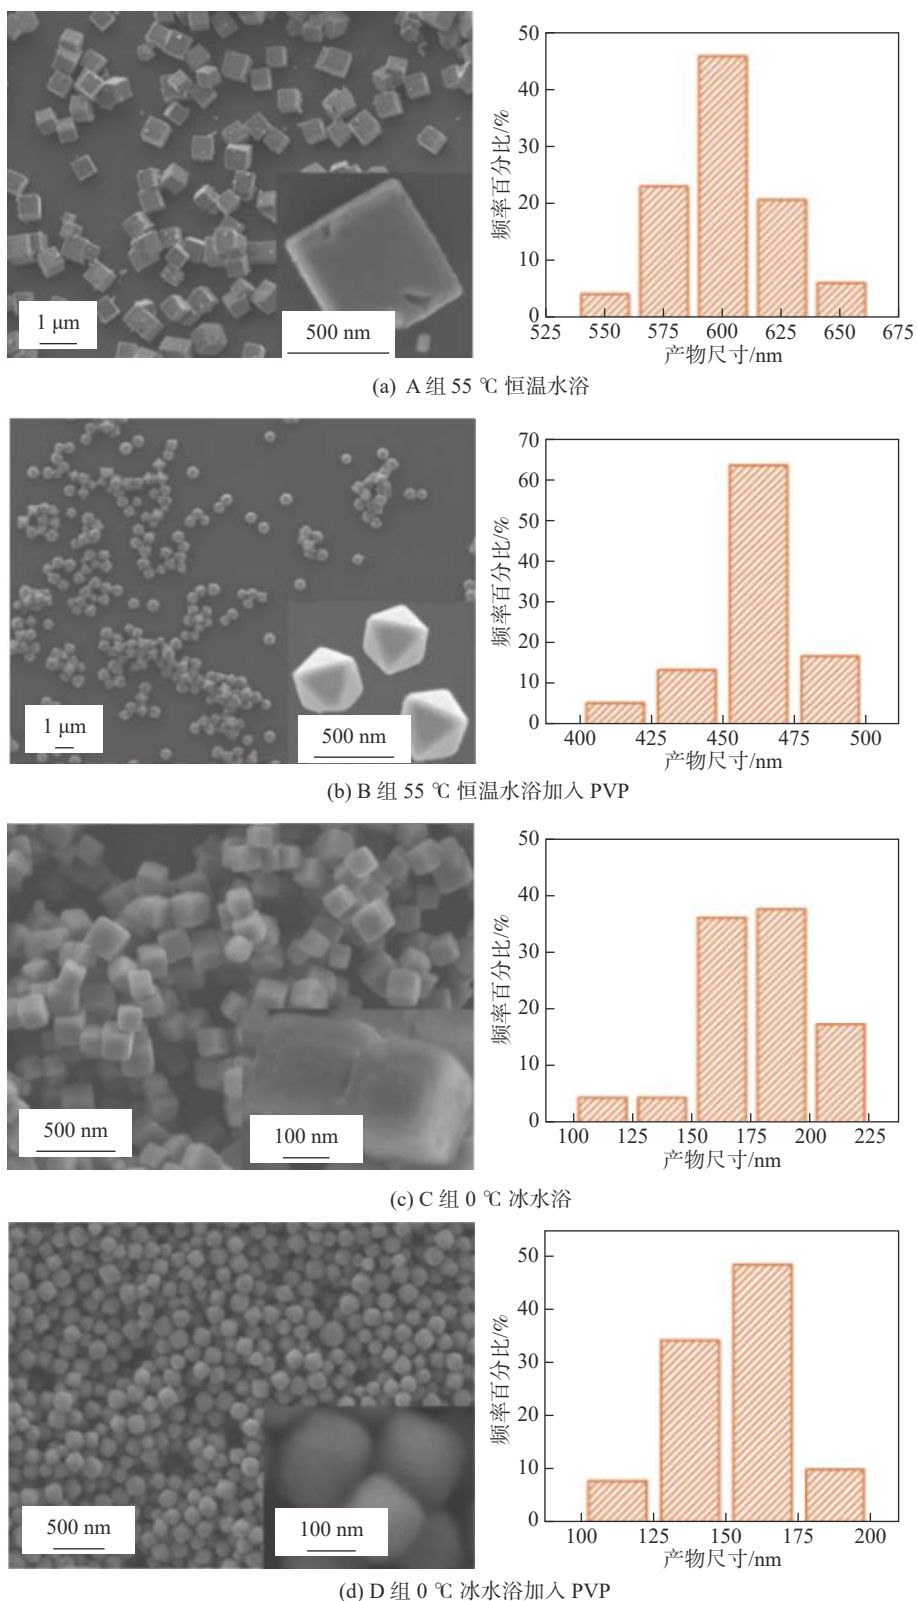 1 μm
500 nm
频率百分比/%
50
40
30
20
10
0
525 550 575 600 625 650 675
产物尺寸/nm
(a) A 组 55 ℃ 恒温水浴
1 μm
500 nm
频率百分比/%
70
60
50
40
30
20
10
0
400 425 450 475 500
产物尺寸/nm
(b) B 组 55 ℃ 恒温水浴加入 PVP
500 nm
100 nm
频率百分比/%
50
40
30
20
10
0
100 125 150 175 200 225
产物尺寸/nm
(c) C 组 0 ℃ 冰水浴
500 nm
100 nm
频率百分比/%
50
40
30
20
10
0
100 125 150 175 200
产物尺寸/nm
(d) D 组 0 ℃ 冰水浴加入 PVP